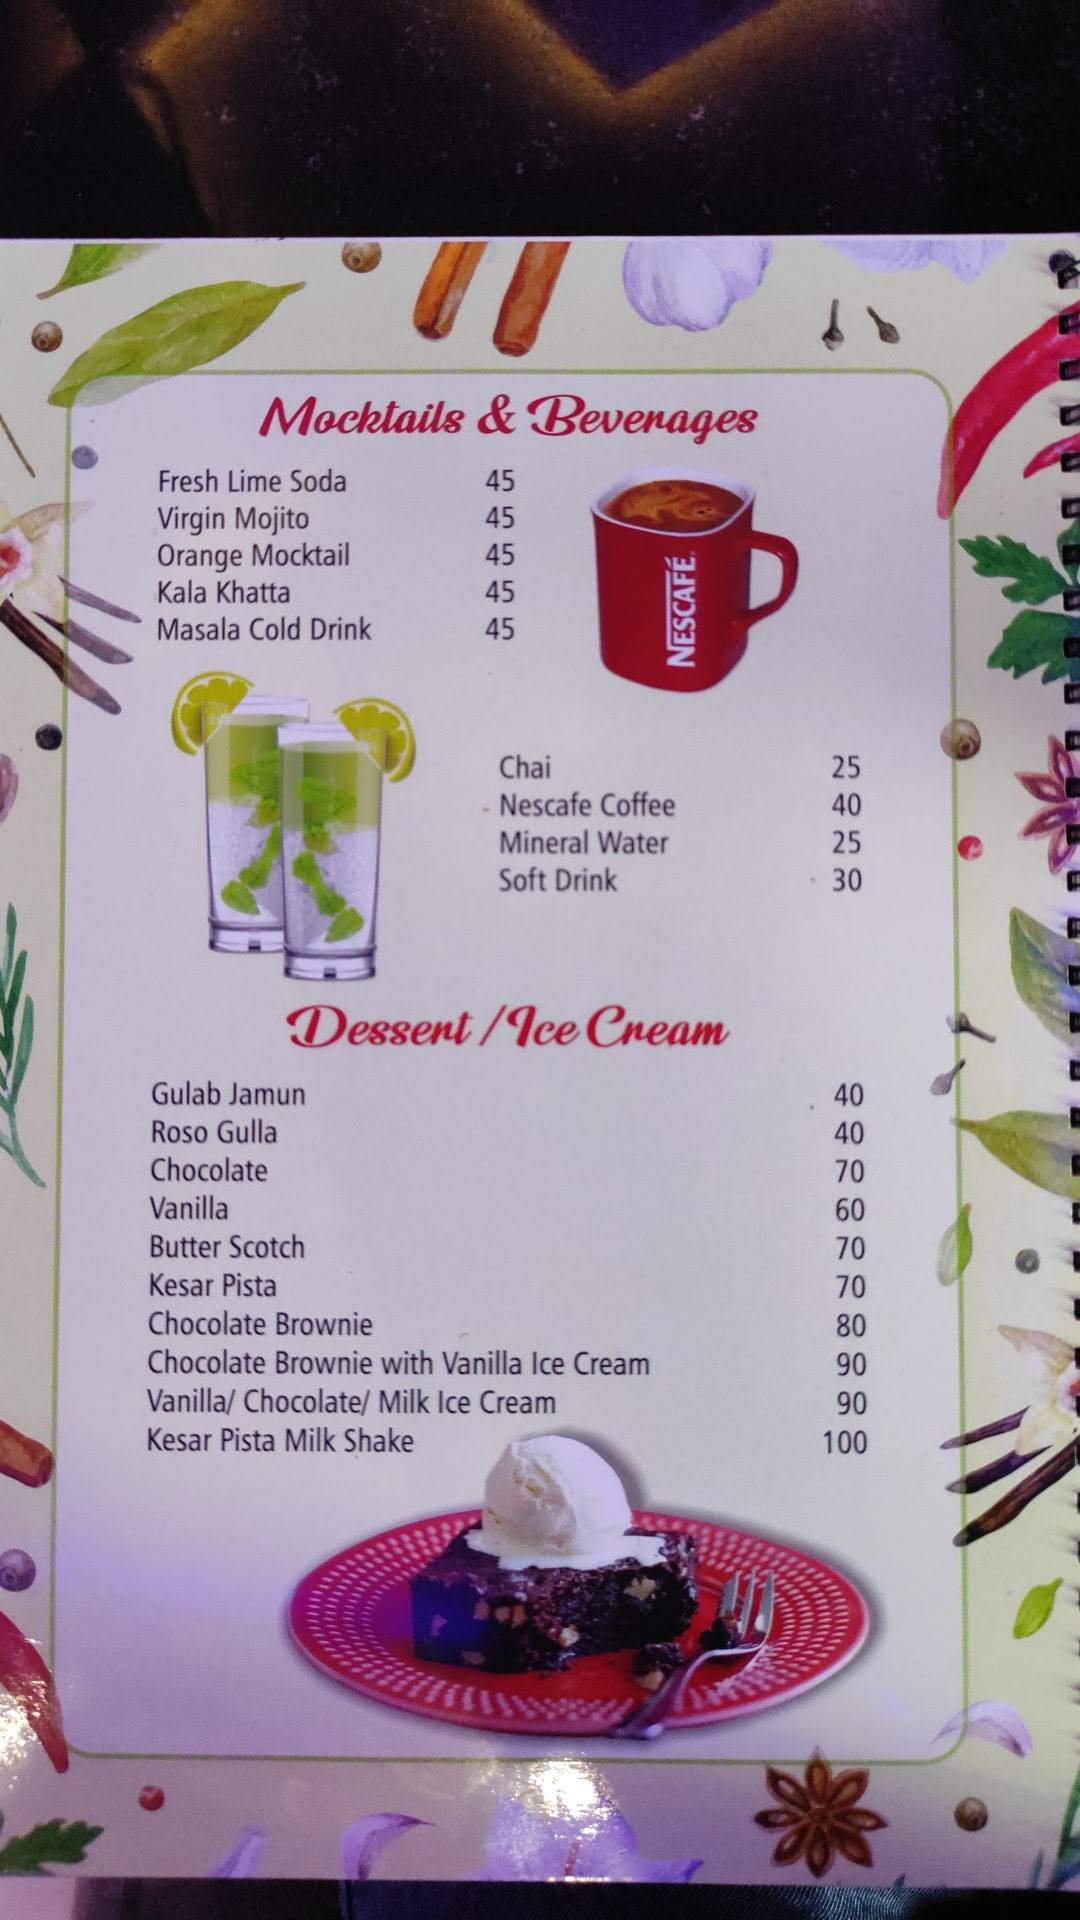 Mocktails & Beverages
Fresh Lime Soda 45
Virgin Mojito 45
Orange Mocktail 45
Kala Khatta 45
Masala Cold Drink 45
NESCAFÉ
Chai 25
Nescafe Coffee 40
Mineral Water 25
Soft Drink 30
Dessert / Ice Cream
Gulab Jamun 40
Roso Gulla 40
Chocolate 70
Vanilla 60
Butter Scotch 70
Kesar Pista 70
Chocolate Brownie 80
Chocolate Brownie with Vanilla Ice Cream 90
Vanilla/ Chocolate/ Milk Ice Cream 90
Kesar Pista Milk Shake 100